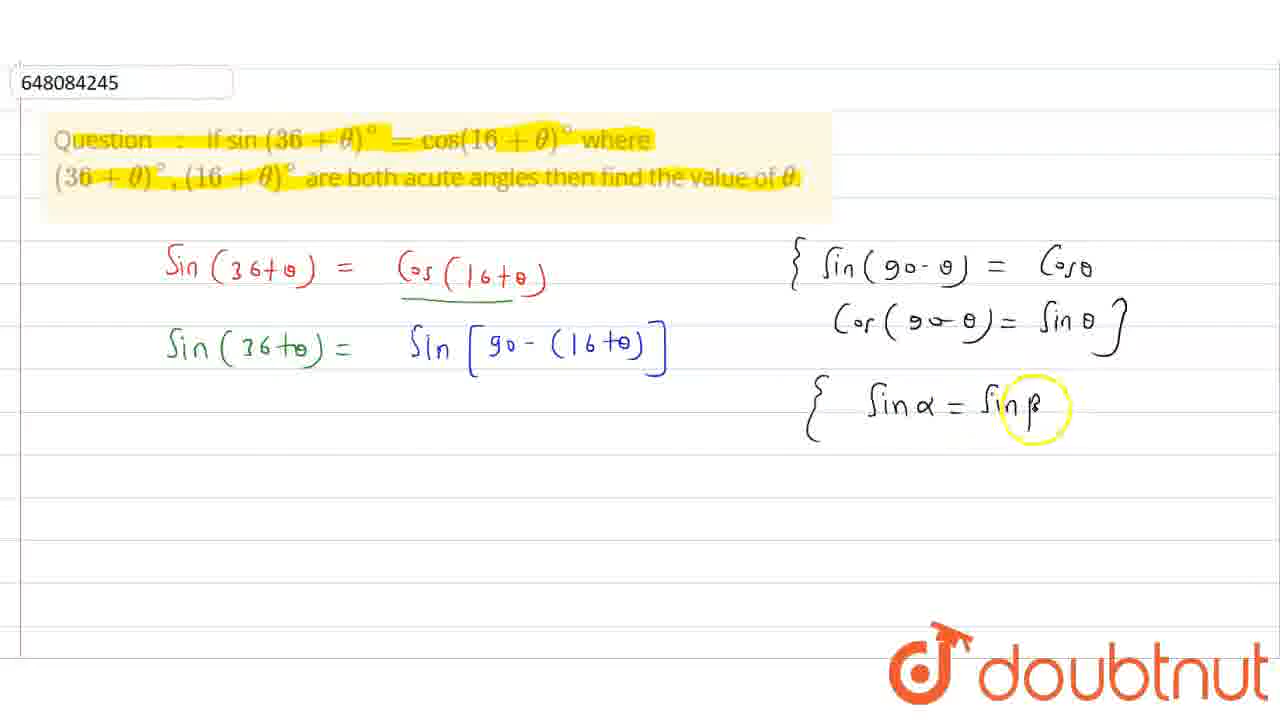 648084245
Question : If sin (36 + θ)° = cos(16 + θ)° where
(36 + θ)°, (16 + θ)° are both acute angles then find the value of θ.
Sin (36+θ) = Cos (16+θ)
{ Sin (90-θ) = Cosθ
Cos (90-θ) = Sin θ }
Sin (36+θ) = Sin [90-(16+θ)]
{ Sin α = Sin β
doubtnut